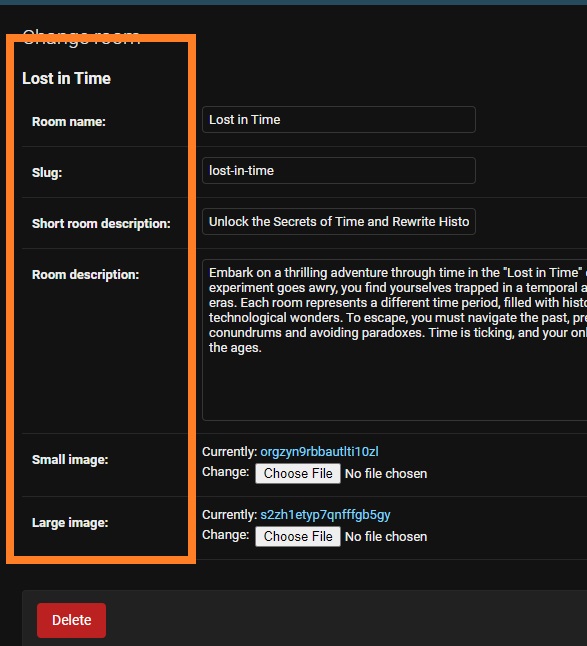 Change room
Lost in Time
Room name: Lost in Time
Slug: lost-in-time
Short room description: Unlock the Secrets of Time and Rewrite Histo
Room description: Embark on a thrilling adventure through time in the "Lost in Time"
experiment goes awry, you find yourselves trapped in a temporal a
eras. Each room represents a different time period, filled with histo
technological wonders. To escape, you must navigate the past, pre
conundrums and avoiding paradoxes. Time is ticking, and your onl
the ages.
Small image: Currently: orgzyn9rbbautlti10zl
Change: Choose File No file chosen
Large image: Currently: s2zh1etyp7qnfffgb5gy
Change: Choose File No file chosen
Delete